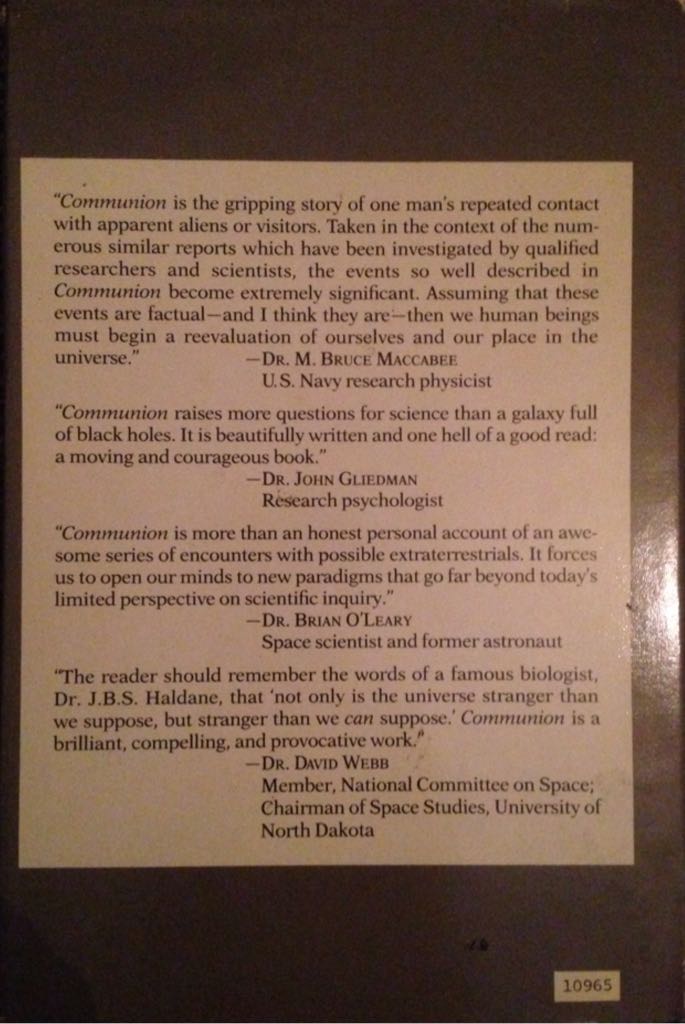 "Communion is the gripping story of one man's repeated contact
with apparent aliens or visitors. Taken in the context of the num-
erous similar reports which have been investigated by qualified
researchers and scientists, the events so well described in
Communion become extremely significant. Assuming that these
events are factual—and I think they are—then we human beings
must begin a reevaluation of ourselves and our place in the
universe." —DR. M. BRUCE MACCABEE
U.S. Navy research physicist
"Communion raises more questions for science than a galaxy full
of black holes. It is beautifully written and one hell of a good read:
a moving and courageous book."
—DR. JOHN GLIEDMAN
Research psychologist
"Communion is more than an honest personal account of an awe-
some series of encounters with possible extraterrestrials. It forces
us to open our minds to new paradigms that go far beyond today's
limited perspective on scientific inquiry."
—DR. BRIAN O'LEARY
Space scientist and former astronaut
"The reader should remember the words of a famous biologist,
Dr. J.B.S. Haldane, that 'not only is the universe stranger than
we suppose, but stranger than we can suppose.' Communion is a
brilliant, compelling, and provocative work."
—DR. DAVID WEBB
Member, National Committee on Space;
Chairman of Space Studies, University of
North Dakota
10965